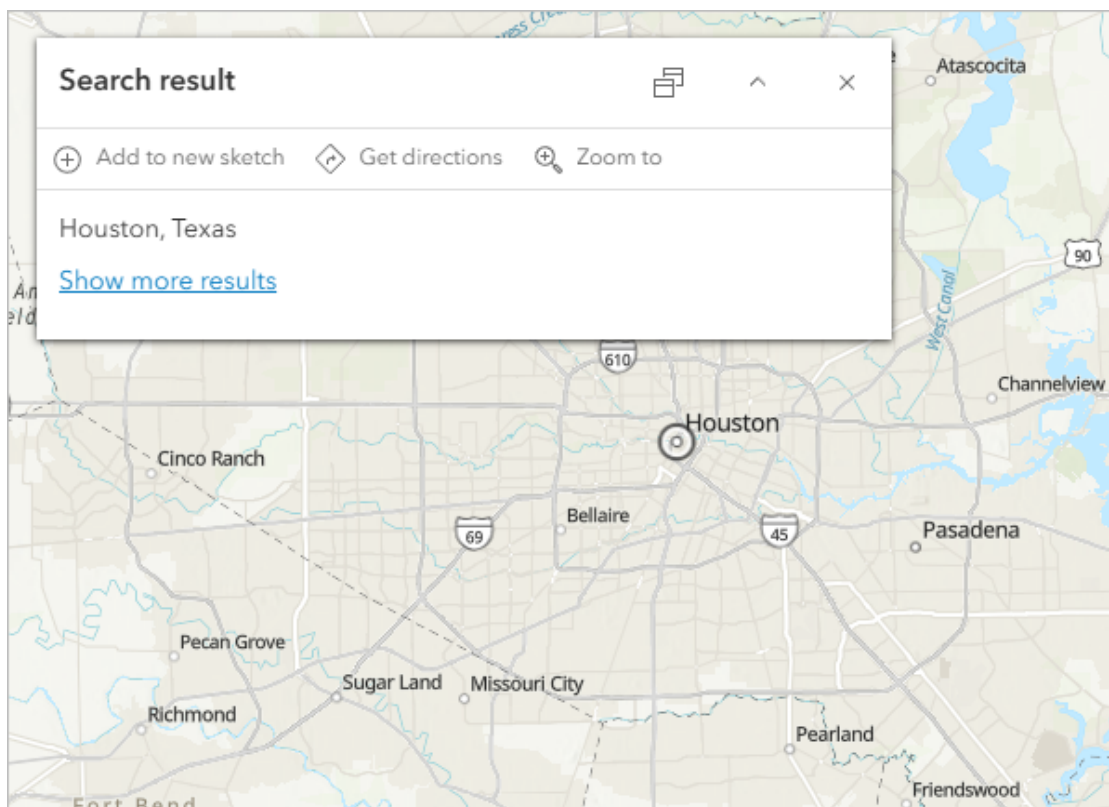 Search result
Add to new sketch
Get directions
Zoom to
Houston, Texas
Show more results
Atascocita
90
West Canal
610
Channelview
Houston
Cinco Ranch
Bellaire
69
45
Pasadena
Pecan Grove
Sugar Land
Missouri City
Richmond
Pearland
Friendswood
Fort Bend